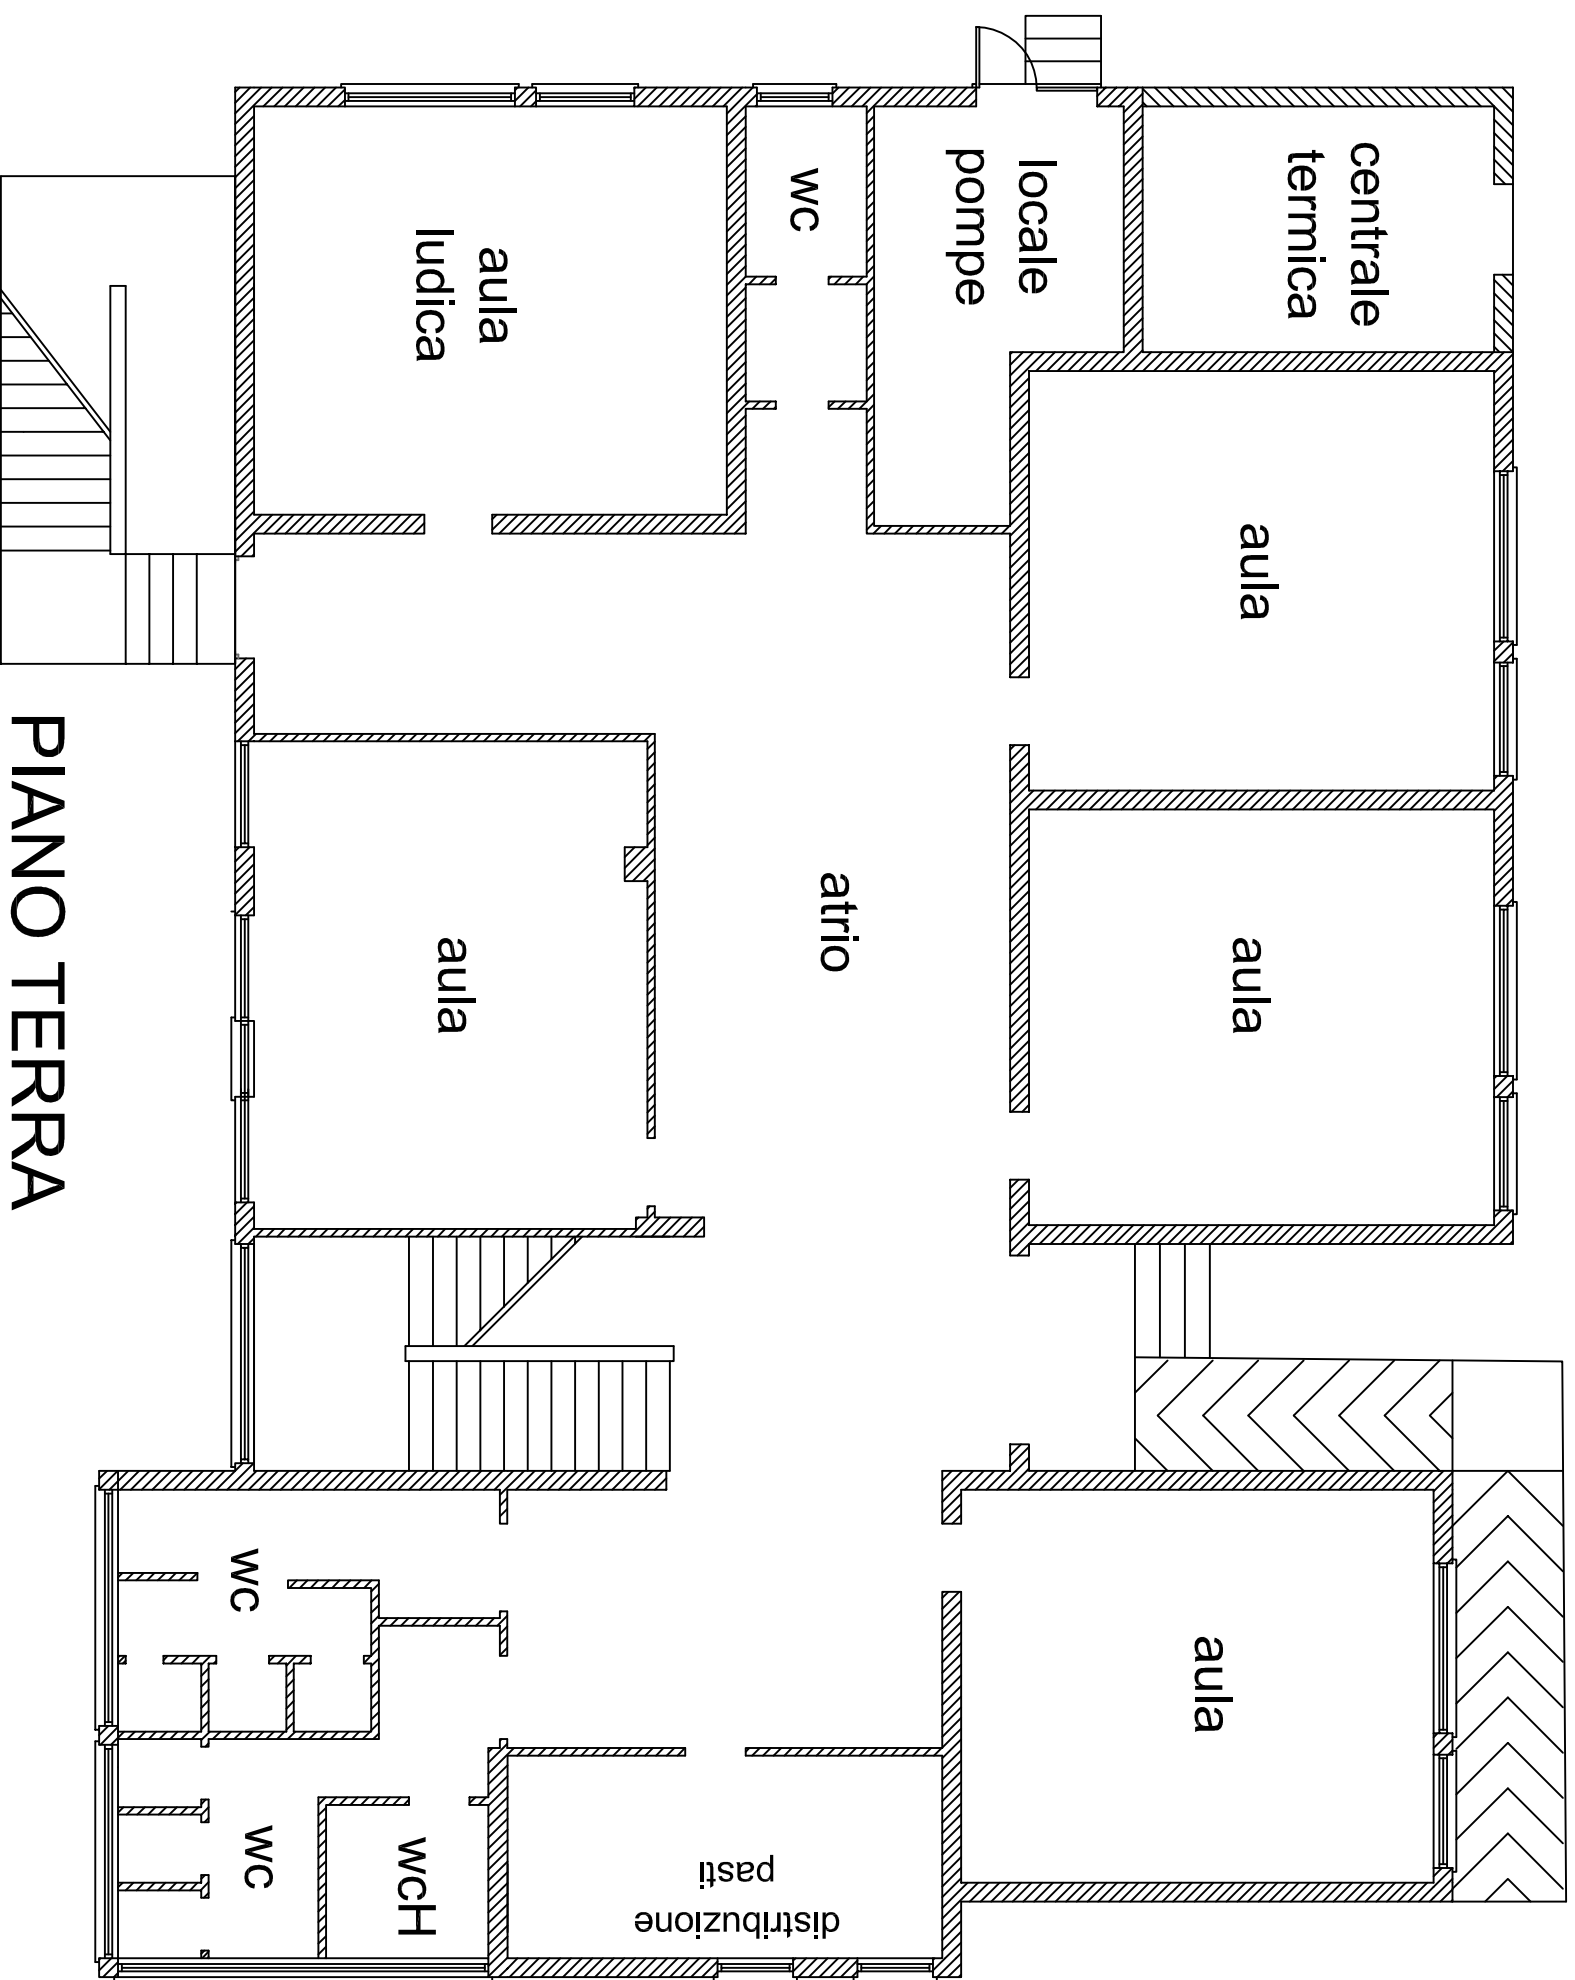 centrale
termica
locale
pompe
wc
aula
ludica
aula
aula
atrio
aula
aula
wc
wc
wcH
distribuzione
pasti
PIANO TERRA